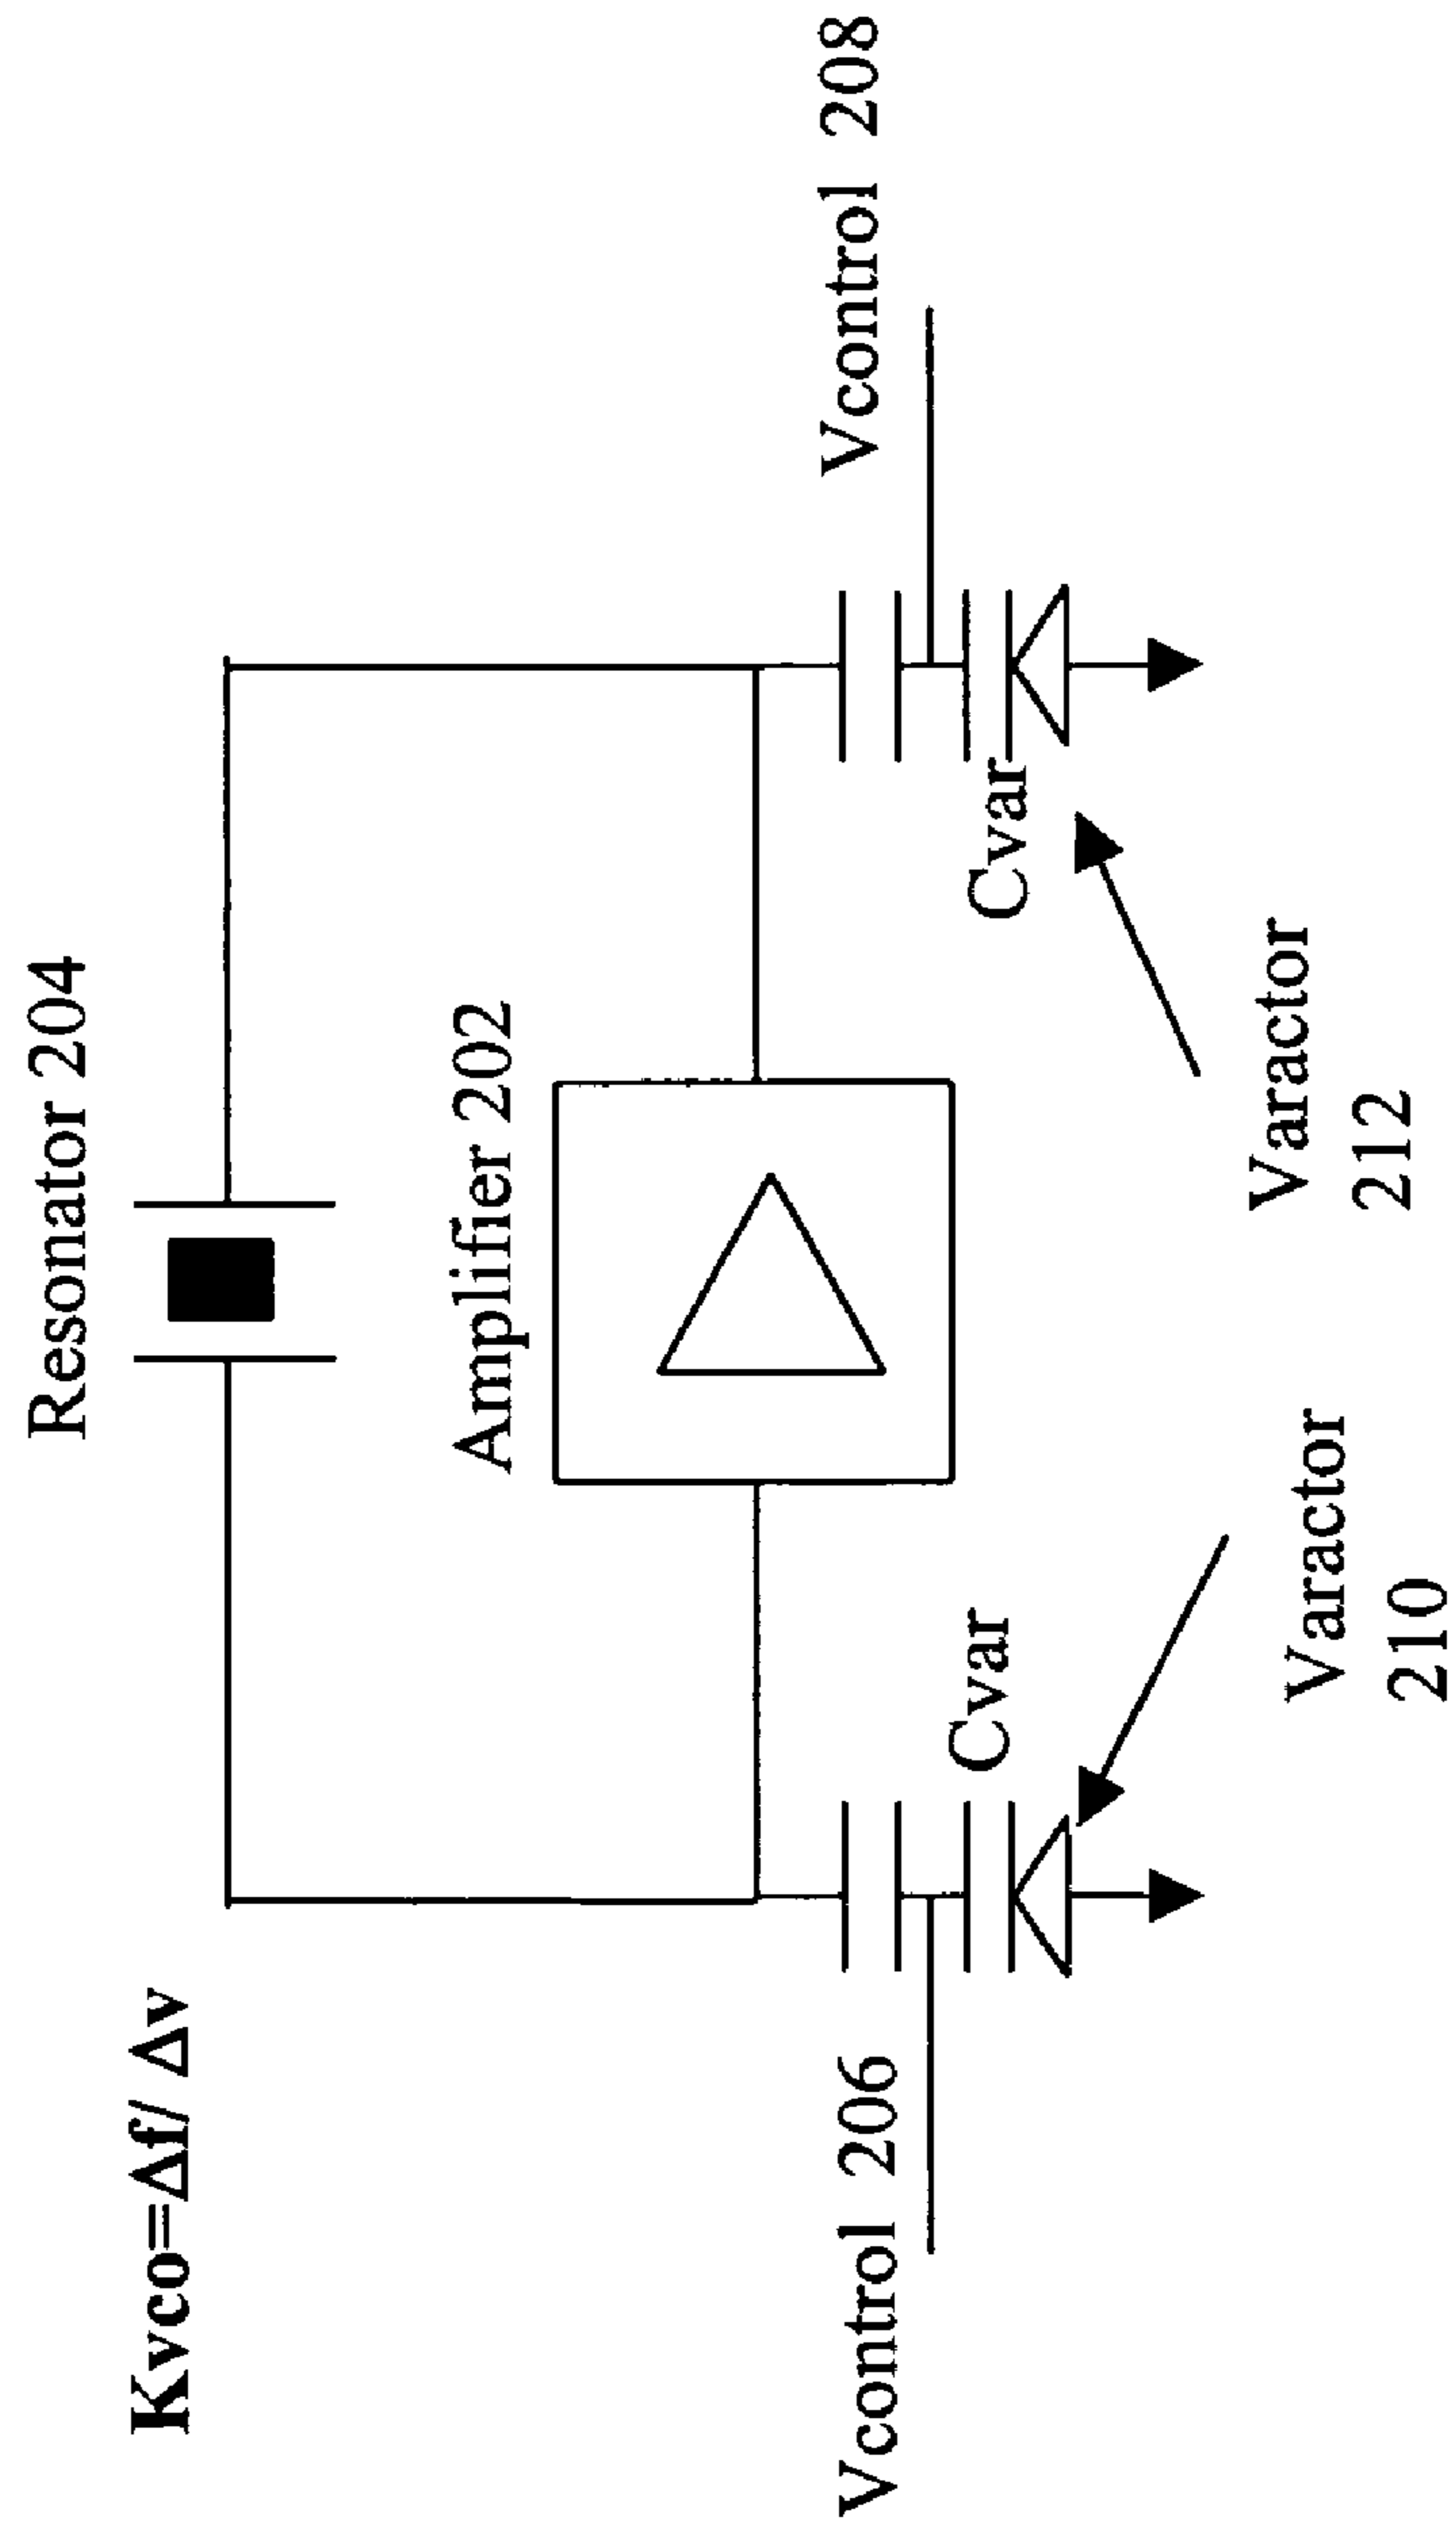 Resonator 204
Kvco=Δf/ Δv
Amplifier 202
Vcontrol 206
Vcontrol 208
Cvar
Cvar
Varactor
210
Varactor
212